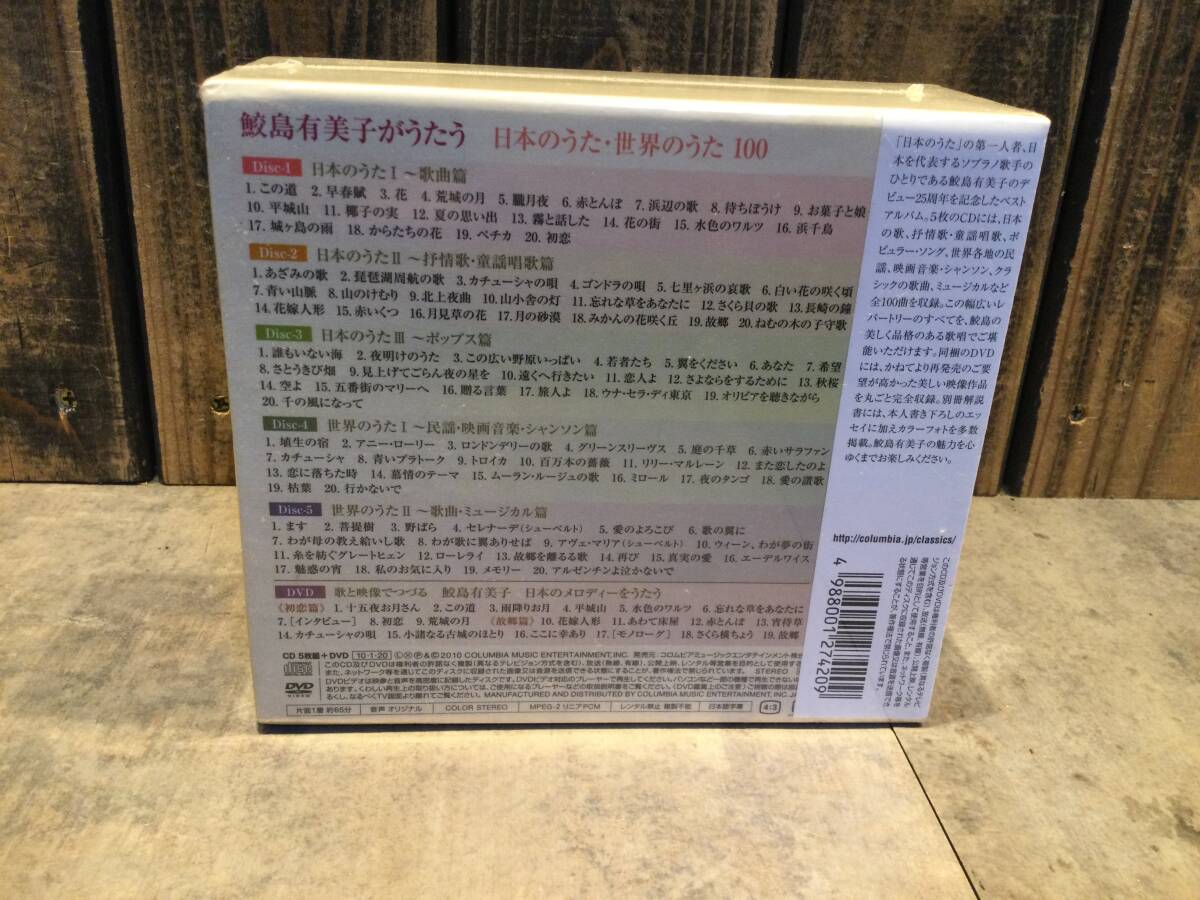 鮫島有美子がうたう 日本のうた・世界のうた 100
Disc-1 日本のうたⅠ～歌曲篇
1. この道 2. 早春賦 3. 花 4. 荒城の月 5. 朧月夜 6. 赤とんぼ 7. 浜辺の歌 8. 待ちぼうけ 9. お菓子と娘
10. 平城山 11. 椰子の実 12. 夏の思い出 13. 霧と話した 14. 花の街 15. 水色のワルツ 16. 浜千鳥
17. 城ヶ島の雨 18. からたちの花 19. ペチカ 20. 初恋
Disc-2 日本のうたⅡ～抒情歌・童謡唱歌篇
1. あざみの歌 2. 琵琶湖周航の歌 3. カチューシャの唄 4. ゴンドラの唄 5. 七里ヶ浜の哀歌 6. 白い花の咲く頃
7. 青い山脈 8. 山のけむり 9. 北上夜曲 10. 山小舎の灯 11. 忘れな草をあなたに 12. さくら貝の歌 13. 長崎の鐘
14. 花嫁人形 15. 赤いくつ 16. 月見草の花 17. 月の砂漠 18. みかんの花咲く丘 19. 故郷 20. ねむの木の子守歌
Disc-3 日本のうたⅢ～ポップス篇
1. 誰もいない海 2. 夜明けのうた 3. この広い野原いっぱい 4. 若者たち 5. 翼をください 6. あなた 7. 希望
8. さとうきび畑 9. 見上げてごらん夜の星を 10. 遠くへ行きたい 11. 恋人よ 12. さよならをするために 13. 秋桜
14. 空よ 15. 五番街のマリーへ 16. 贈る言葉 17. 旅人よ 18. ウナ・セラ・ディ東京 19. オリビアを聴きながら
20. 千の風になって
Disc-4 世界のうたⅠ～民謡・映画音楽・シャンソン篇
1. 埴生の宿 2. アニー・ローリー 3. ロンドンデリーの歌 4. グリーンスリーヴス 5. 庭の千草 6. 赤いサラファン
7. カチューシャ 8. 青いプラトーク 9. トロイカ 10. 百万本の薔薇 11. リリー・マルレーン 12. また恋したのよ
13. 恋に落ちた時 14. 慕情のテーマ 15. ムーラン・ルージュの歌 16. ミロール 17. 夜のタンゴ 18. 愛の讃歌
19. 枯葉 20. 行かないで
Disc-5 世界のうたⅡ～歌曲・ミュージカル篇
1. ます 2. 菩提樹 3. 野ばら 4. セレナーデ(シューベルト) 5. 愛のよろこび 6. 歌の翼に
7. わが母の教え給いし歌 8. わが歌に翼ありせば 9. アヴェ・マリア(シューベルト) 10. ウィーン、わが夢の街
11. 糸を紡ぐグレートヒェン 12. ローレライ 13. 故郷を離るる歌 14. 再び 15. 真実の愛 16. エーデルワイス
17. 魅惑の宵 18. 私のお気に入り 19. メモリー 20. アルゼンチンよ泣かないで
DVD 歌と映像でつづる 鮫島有美子 日本のメロディーをうたう
《初恋篇》 1. 十五夜お月さん 2. この道 3. 雨降りお月 4. 平城山 5. 水色のワルツ 6. 忘れな草をあなたに
7. [インタビュー] 8. 初恋 9. 荒城の月 《故郷篇》 10. 花嫁人形 11. あわて床屋 12. 赤とんぼ 13. 宵待草
14. カチューシャの唄 15. 小諸なる古城のほとり 16. ここに幸あり 17. [モノローグ] 18. さくら横ちょう 19. 故郷
CD 5枚組+DVD 10・1・20 ℗&©2010 COLUMBIA MUSIC ENTERTAINMENT, INC. 発売元:コロムビアミュージックエンタテインメント株
DVD
片面1層 約65分 音声 オリジナル COLOR STEREO MPEG-2 リニアPCM レンタル禁止 複製不能 日本語字幕 4:3
「日本のうた」の第一人者、日
本を代表するソプラノ歌手の
ひとりである鮫島有美子のデ
ビュー25周年を記念したベスト
アルバム。5枚のCDには、日本
の歌、抒情歌・童謡唱歌、ポ
ピュラー・ソング、世界各地の民
謡、映画音楽・シャンソン、クラ
シックの歌曲、ミュージカルなど
全100曲を収録。この幅広いレ
パートリーのすべてを、鮫島の
美しく品格のある歌唱でご堪
能いただけます。同梱のDVD
には、かねてより再発売のご要
望が高かった美しい映像作品
を丸ごと完全収録。別冊解説
書には、本人書き下ろしのエッ
セイに加えカラーフォトを多数
掲載。鮫島有美子の魅力を心
ゆくまでお楽しみください。
http://columbia.jp/classics/
4988001274209